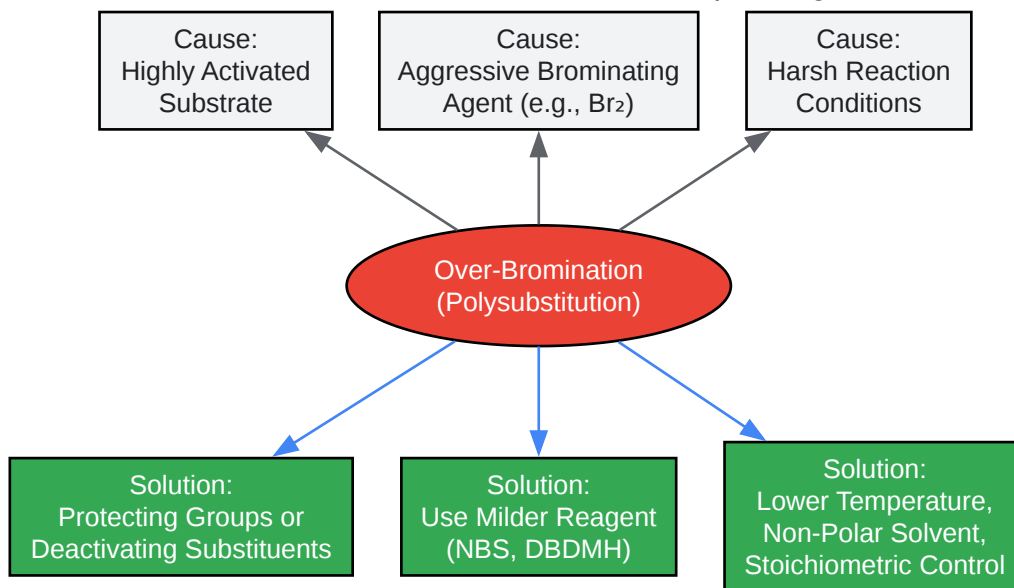 Cause:
Highly Activated
Substrate
Cause:
Aggressive Brominating
Agent (e.g., Br₂)
Cause:
Harsh Reaction
Conditions
Over-Bromination
(Polysubstitution)
Solution:
Protecting Groups or
Deactivating Substituents
Solution:
Use Milder Reagent
(NBS, DBDMH)
Solution:
Lower Temperature,
Non-Polar Solvent,
Stoichiometric Control